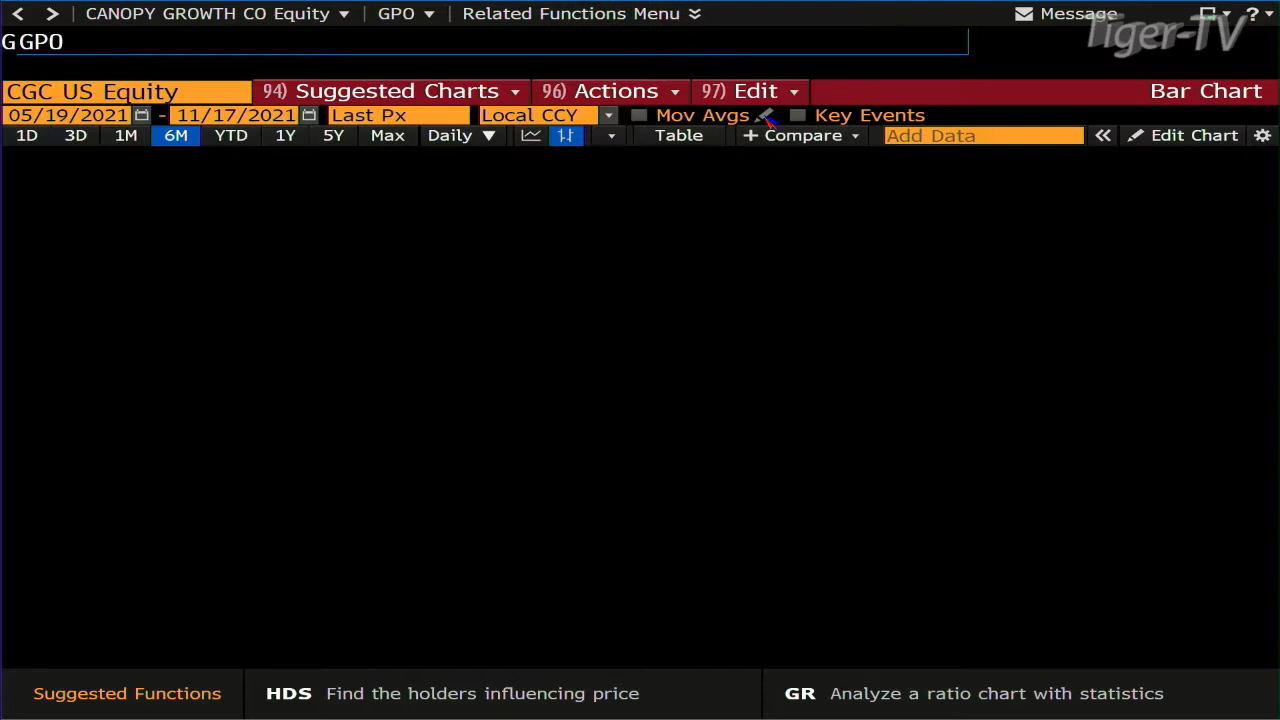 CANOPY GROWTH CO Equity GPO Related Functions Menu Message ?
Tiger-TV
GGPO
CGC US Equity 94) Suggested Charts 96) Actions 97) Edit Bar Chart
05/19/2021 - 11/17/2021 Last Px Local CCY Mov Avgs Key Events
1D 3D 1M 6M YTD 1Y 5Y Max Daily Table + Compare Add Data Edit Chart
Suggested Functions HDS Find the holders influencing price GR Analyze a ratio chart with statistics